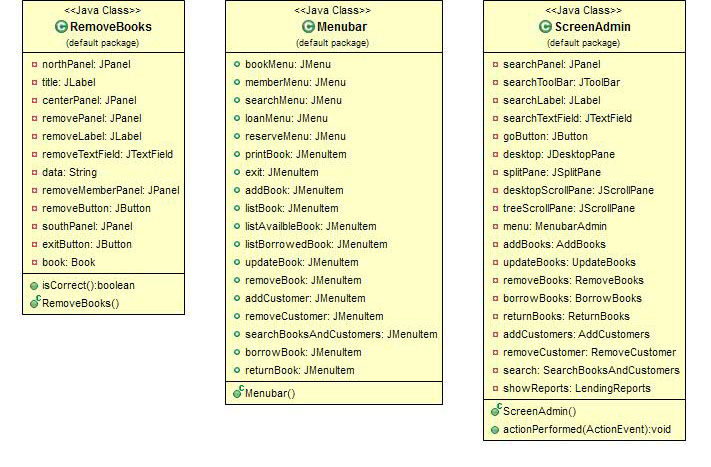 <<Java Class>>
RemoveBooks
(default package)
northPanel: JPanel
title: JLabel
centerPanel: JPanel
removePanel: JPanel
removeLabel: JLabel
removeTextField: JTextField
data: String
removeMemberPanel: JPanel
removeButton: JButton
southPanel: JPanel
exitButton: JButton
book: Book
isCorrect():boolean
RemoveBooks()
<<Java Class>>
Menubar
(default package)
bookMenu: JMenu
memberMenu: JMenu
searchMenu: JMenu
loanMenu: JMenu
reserveMenu: JMenu
printBook: JMenuItem
exit: JMenuItem
addBook: JMenuItem
listBook: JMenuItem
listAvailbleBook: JMenuItem
listBorrowedBook: JMenuItem
updateBook: JMenuItem
removeBook: JMenuItem
addCustomer: JMenuItem
removeCustomer: JMenuItem
searchBooksAndCustomers: JMenuItem
borrowBook: JMenuItem
returnBook: JMenuItem
Menubar()
<<Java Class>>
ScreenAdmin
(default package)
searchPanel: JPanel
searchToolBar: JToolBar
searchLabel: JLabel
searchTextField: JTextField
goButton: JButton
desktop: JDesktopPane
splitPane: JSplitPane
desktopScrollPane: JScrollPane
treeScrollPane: JScrollPane
menu: MenubarAdmin
addBooks: AddBooks
updateBooks: UpdateBooks
removeBooks: RemoveBooks
borrowBooks: BorrowBooks
returnBooks: ReturnBooks
addCustomers: AddCustomers
removeCustomer: RemoveCustomer
search: SearchBooksAndCustomers
showReports: LendingReports
ScreenAdmin()
actionPerformed(ActionEvent):void